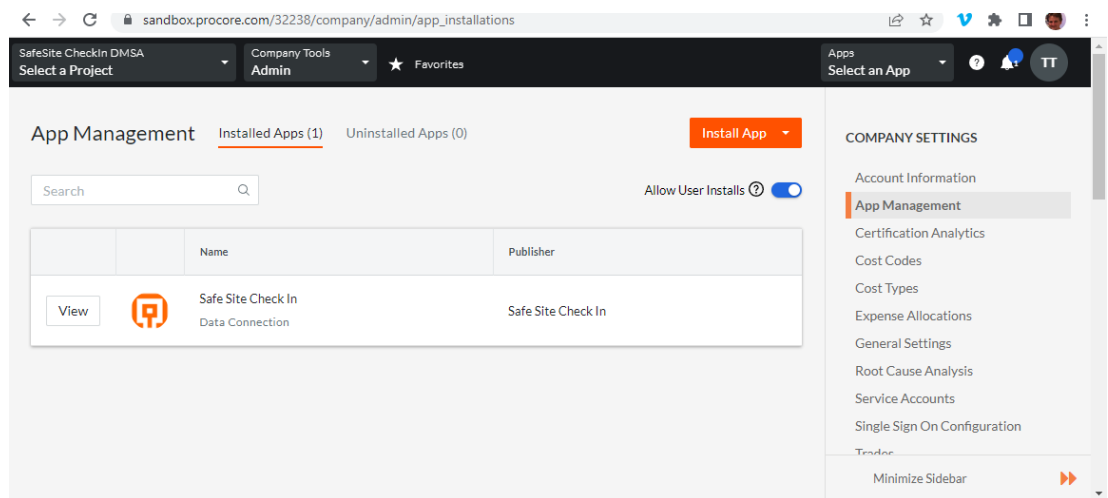 sandbox.procore.com/32238/company/admin/app_installations
SafeSite CheckIn DMSA
Select a Project
Company Tools
Admin
Favorites
Apps
Select an App
TT
App Management
Installed Apps (1)
Uninstalled Apps (0)
Install App
Search
Allow User Installs
Name
Publisher
View
Safe Site Check In
Data Connection
Safe Site Check In
COMPANY SETTINGS
Account Information
App Management
Certification Analytics
Cost Codes
Cost Types
Expense Allocations
General Settings
Root Cause Analysis
Service Accounts
Single Sign On Configuration
Trades
Minimize Sidebar